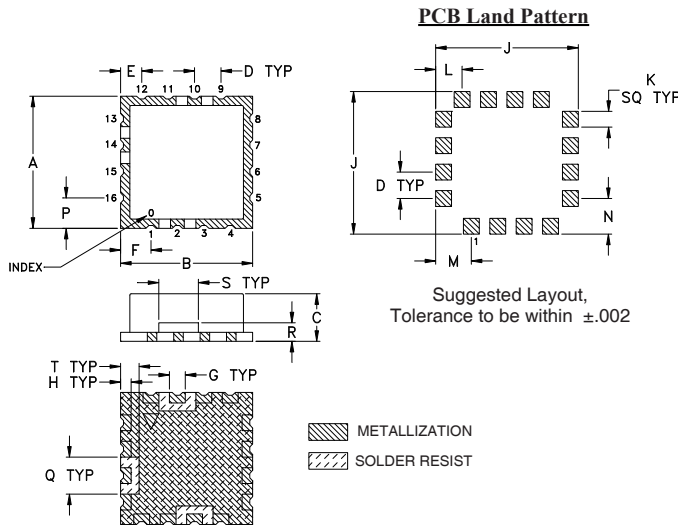 PCB Land Pattern
E
D TYP
12 11 10 9
13
14
15
16
8
7
6
5
A
P
0
1 2 3 4
F
B
INDEX
J
L
K
SQ TYP
J
D TYP
N
M
1
S TYP
R
C
Suggested Layout,
Tolerance to be within ±.002
T TYP
H TYP
G TYP
Q TYP
METALLIZATION
SOLDER RESIST